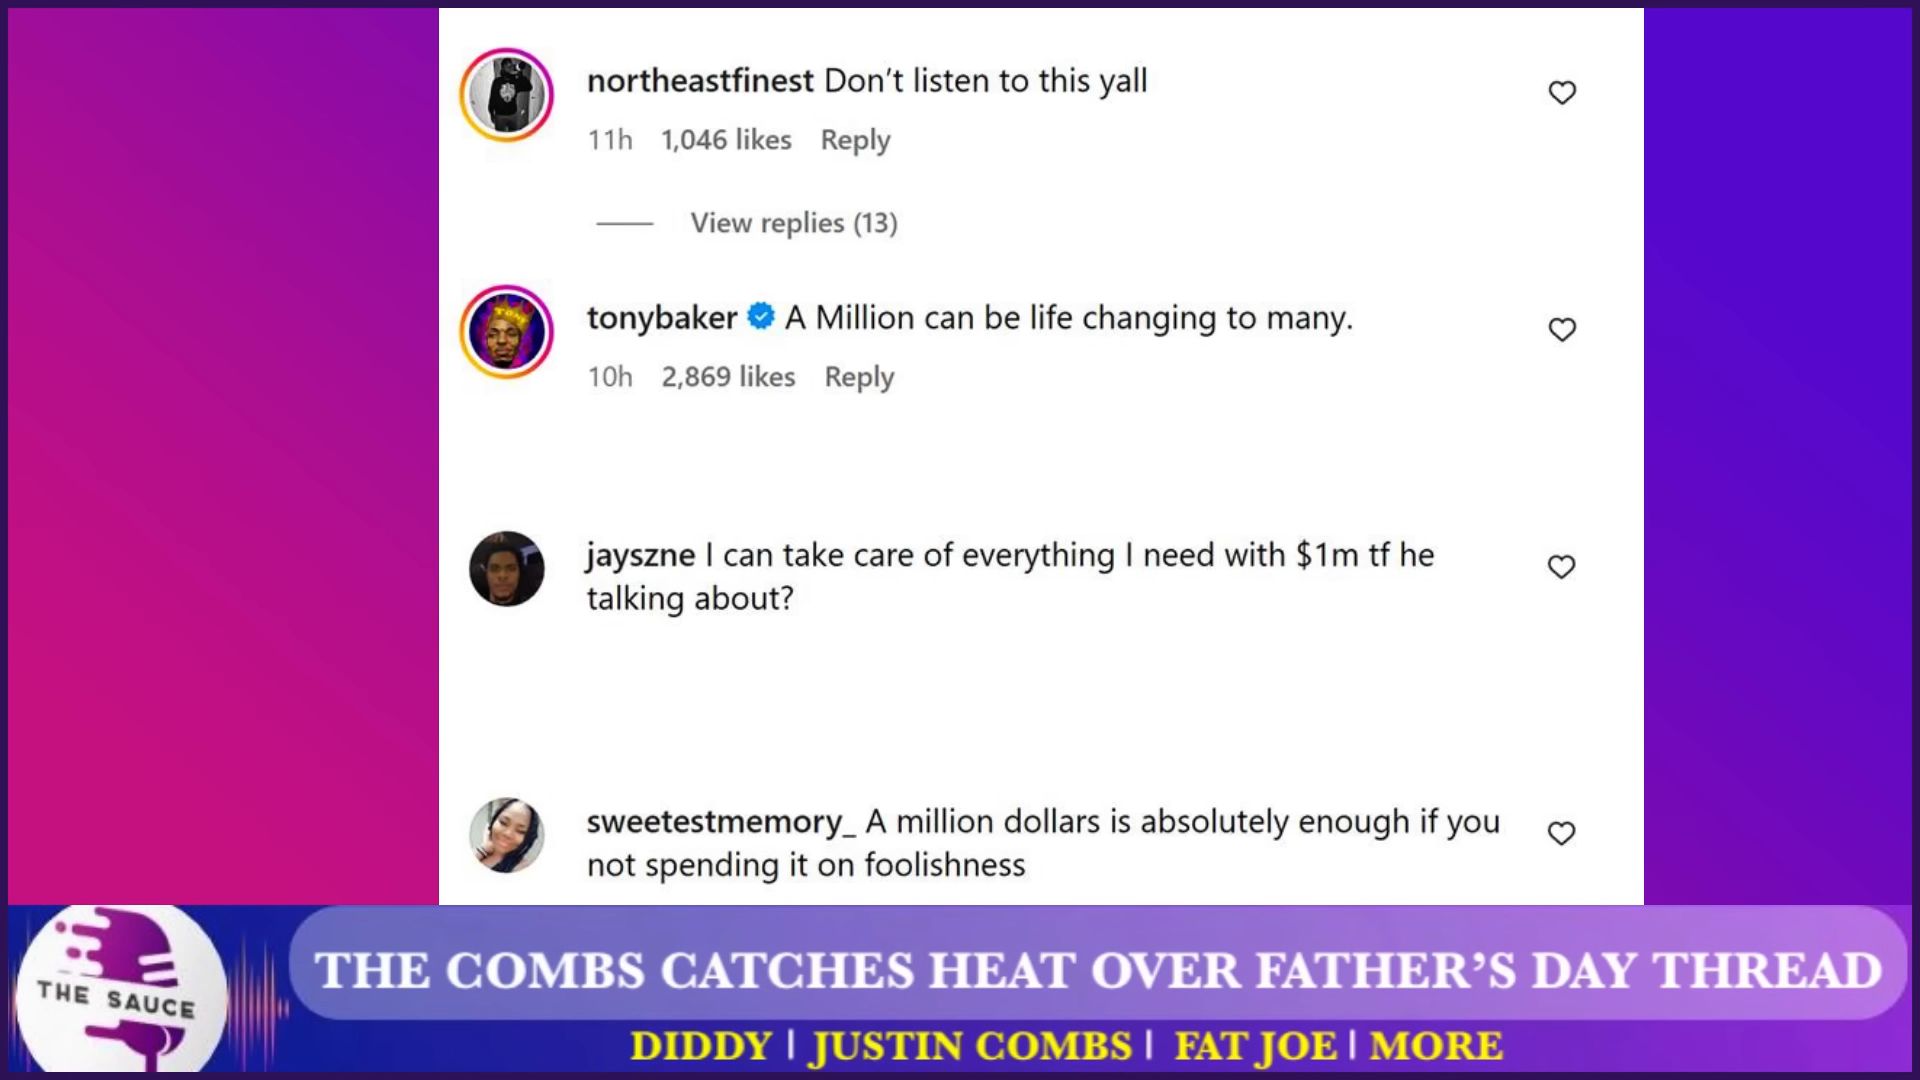 northeastfinest Don't listen to this yall
11h 1,046 likes Reply
View replies (13)
tonybaker A Million can be life changing to many.
10h 2,869 likes Reply
jayszne I can take care of everything I need with $1m tf he
talking about?
sweetestmemory_ A million dollars is absolutely enough if you
not spending it on foolishness
THE SAUCE
THE COMBS CATCHES HEAT OVER FATHER'S DAY THREAD
DIDDY | JUSTIN COMBS | FAT JOE | MORE